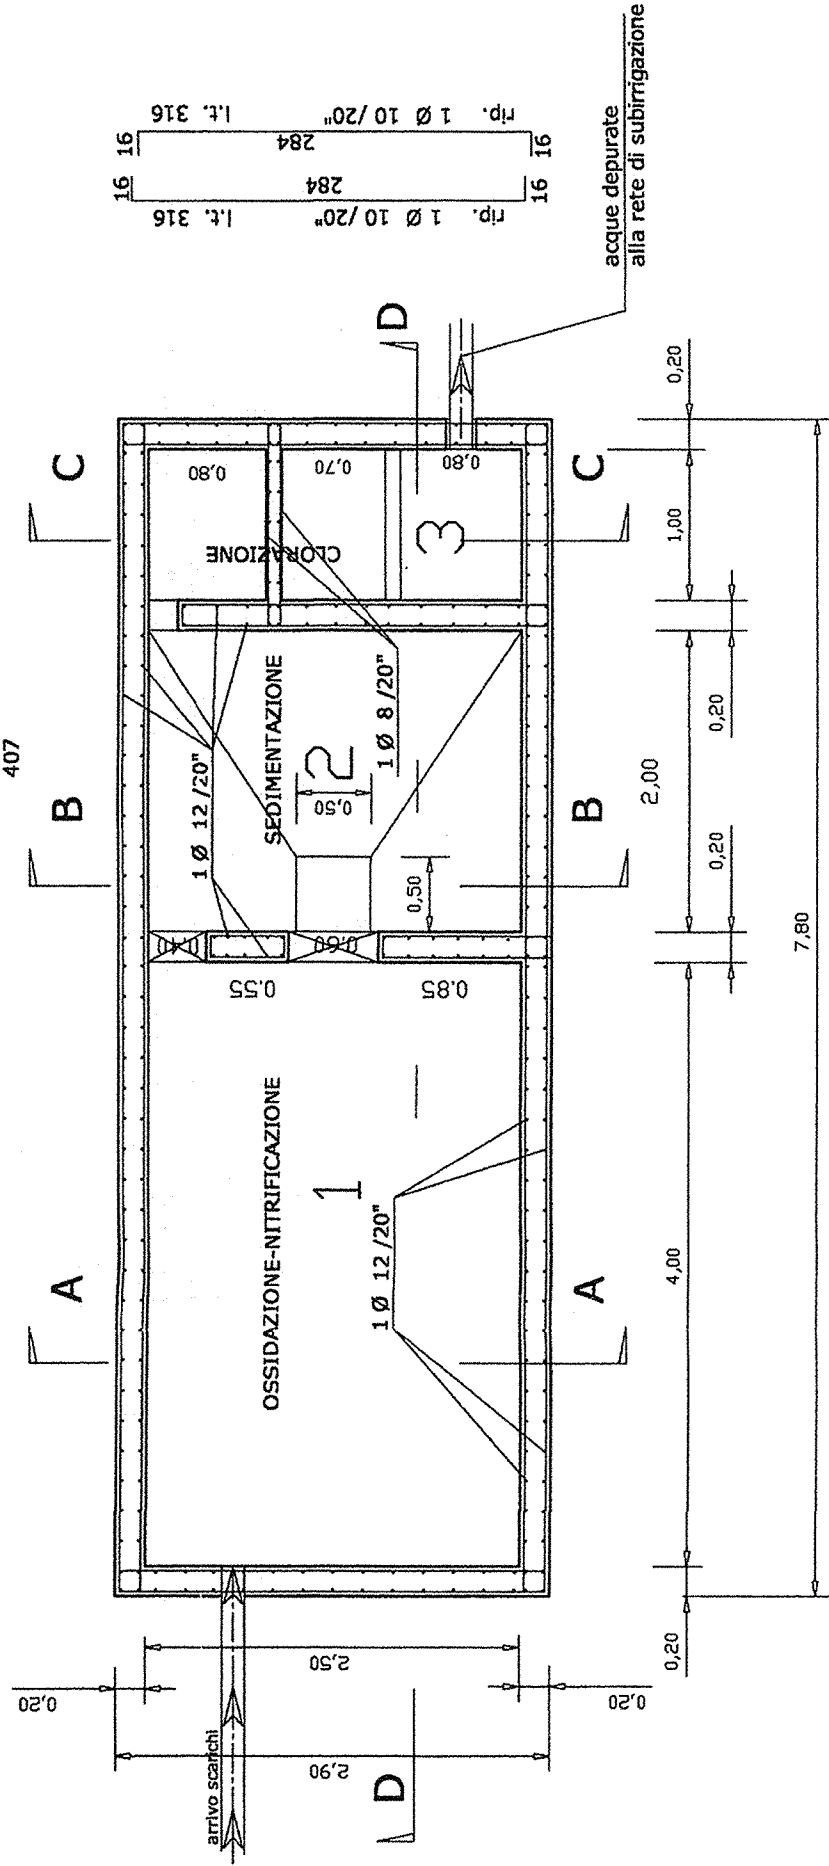 407
16
l.t. 316
284
rip. 1 Ø 10 /20"
16
16
l.t. 316
284
rip. 1 Ø 10 /20"
16
acque depurate
alla rete di subirrigazione
D
C
C
0,80
0,70
0,80
CLORAZIONE
3
0,20
1,00
B
B
SEDIMENTAZIONE
2
1 Ø 12 /20"
1 Ø 8 /20"
0,50
0,50
0,20
2,00
0,20
7,80
0,40
0,60
0.55
0.85
A
A
OSSIDAZIONE-NITRIFICAZIONE
1
1 Ø 12 /20"
4,00
arrivo scarichi
0,20
2,50
2,90
0,20
0,20
D